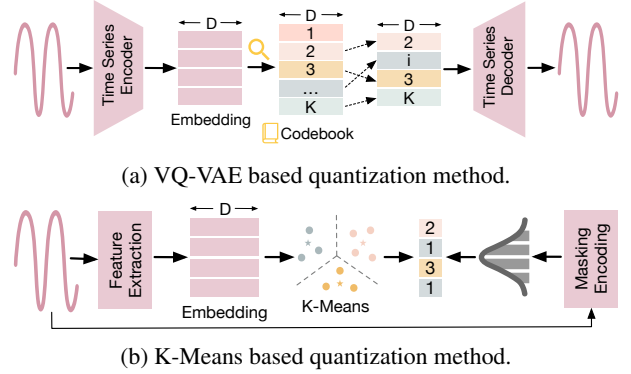 D
D
D
Time Series
Encoder
1
2
3
...
K
2
i
3
K
Time Series
Decoder
Embedding
Codebook
(a) VQ-VAE based quantization method.
D
Feature
Extraction
2
1
3
1
Masking
Encoding
Embedding
K-Means
(b) K-Means based quantization method.